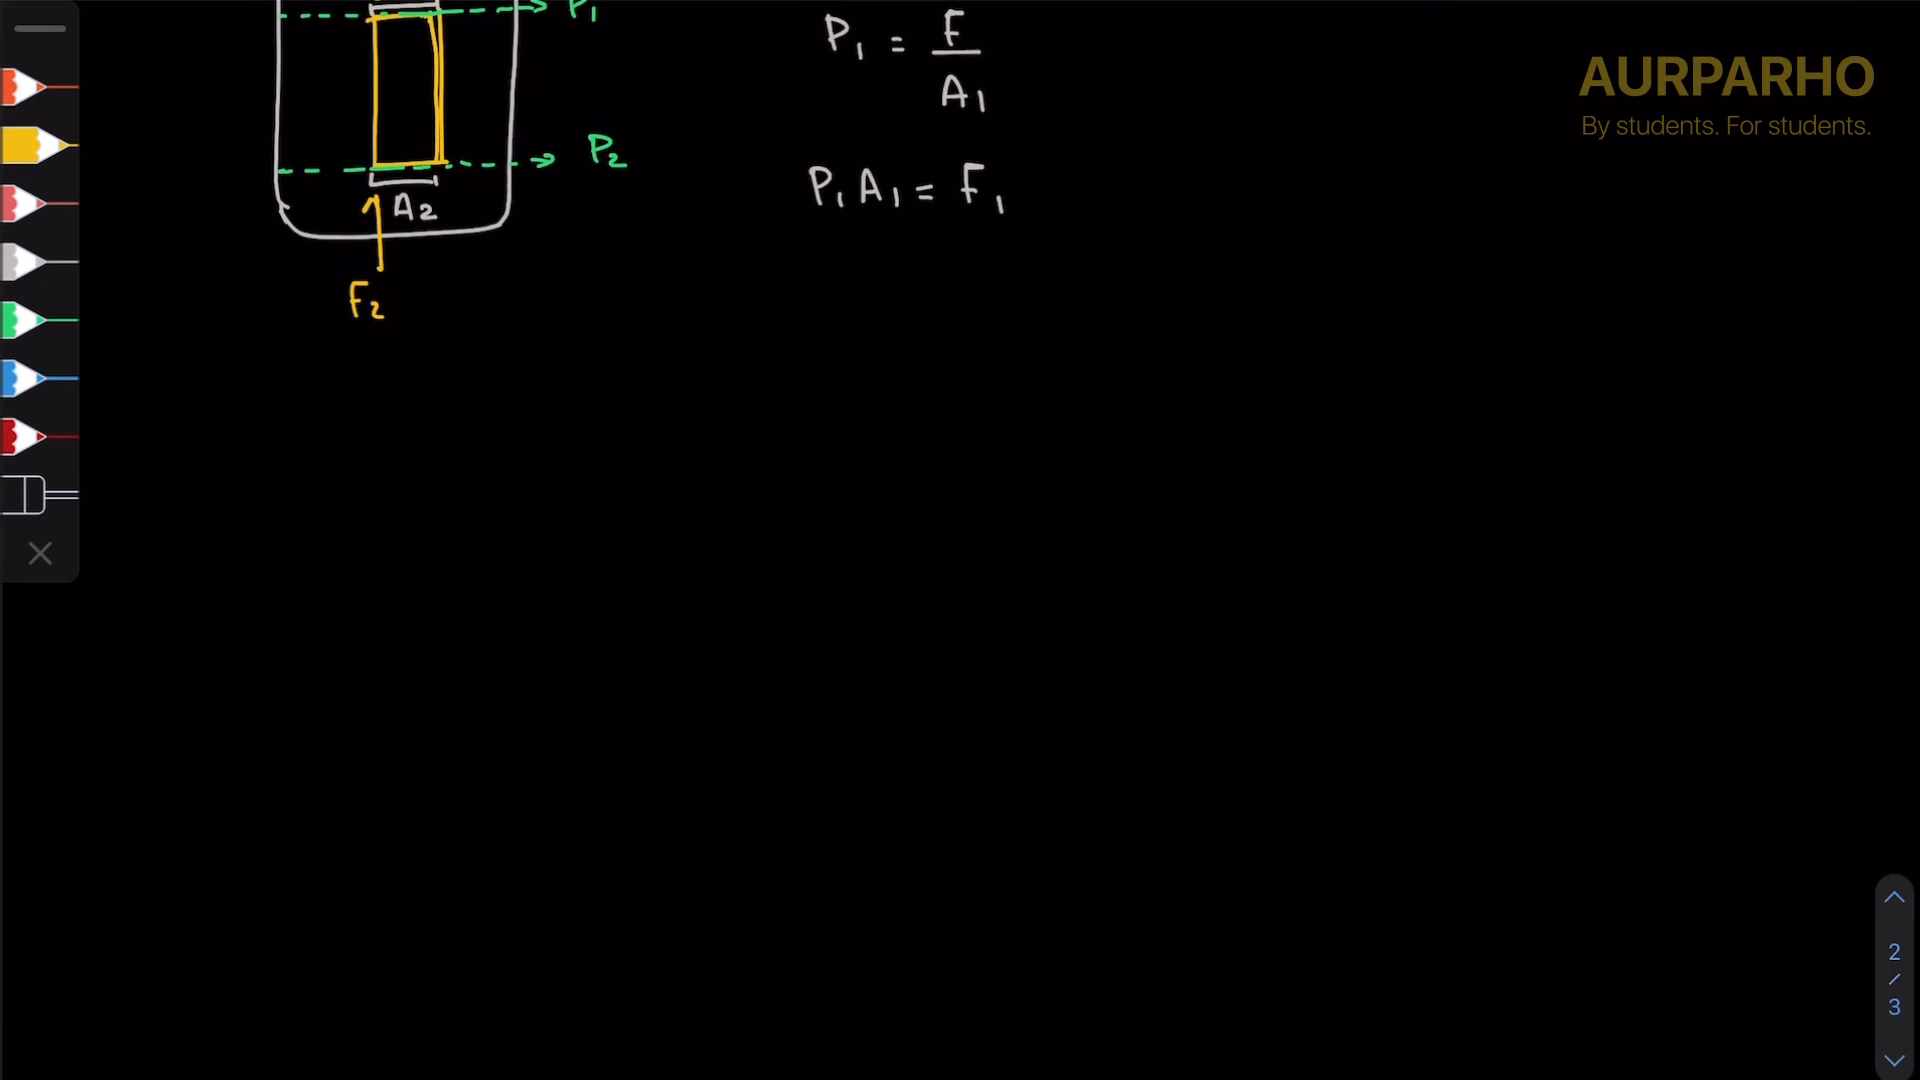 P₁
P₁ = F / A₁
AURPARHO
By students. For students.
P₂
P₁ A₁ = F₁
A₂
F₂
2
/
3